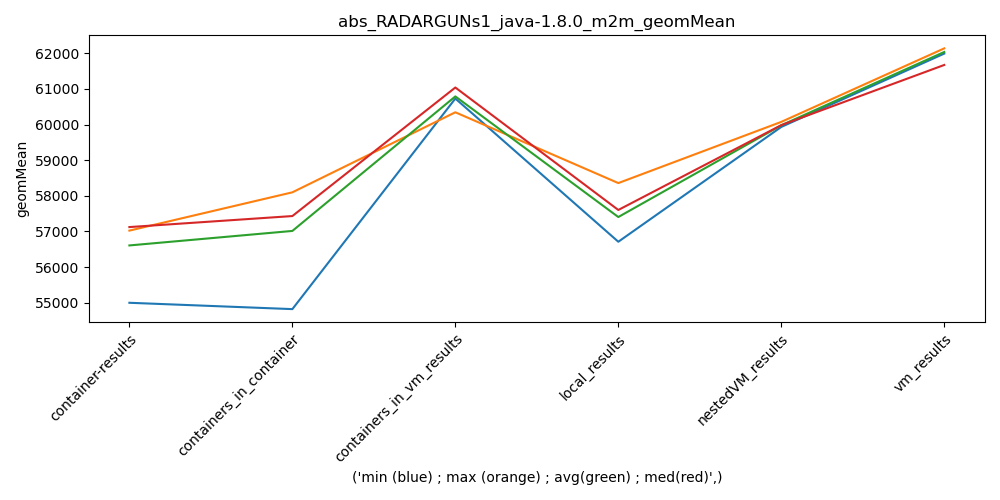 abs_RADARGUNs1_java-1.8.0_m2m_geomMean
geomMean
62000
61000
60000
59000
58000
57000
56000
55000
container-results
containers_in_container
containers_in_vm_results
local_results
nestedVM_results
vm_results
('min (blue) ; max (orange) ; avg(green) ; med(red)',)